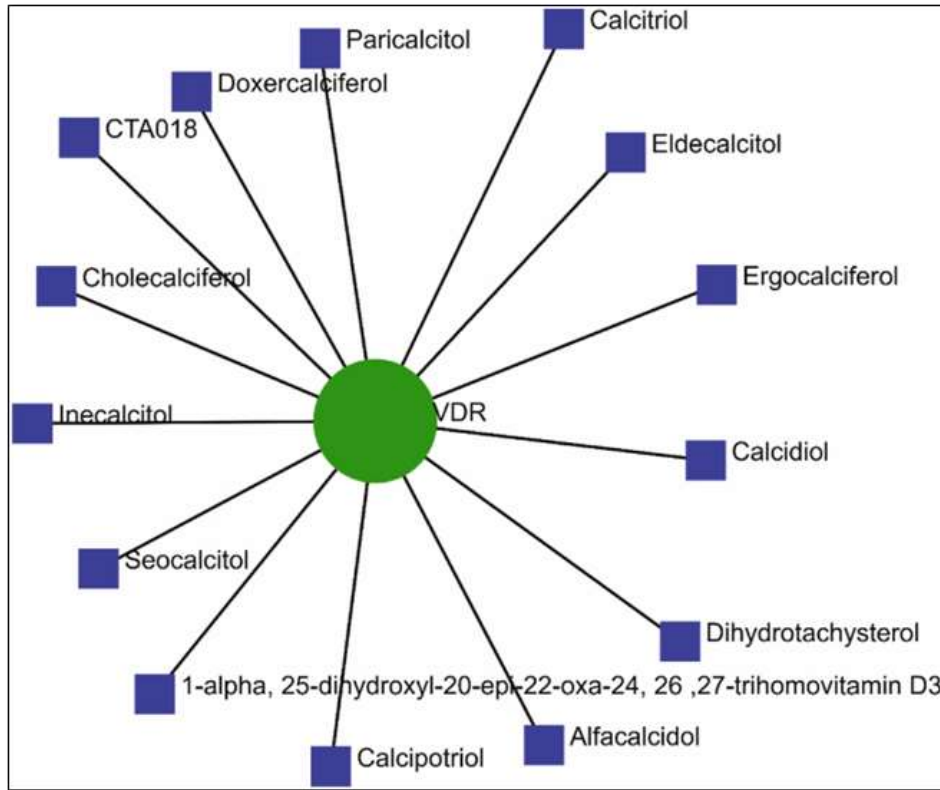 Calcitriol
Paricalcitol
Doxercalciferol
CTA018
Eldecalcitol
Cholecalciferol
Ergocalciferol
Inecalcitol
VDR
Calcidiol
Seocalcitol
Dihydrotachysterol
1-alpha, 25-dihydroxyl-20-epi-22-oxa-24, 26 ,27-trihomovitamin D3
Alfacalcidol
Calcipotriol